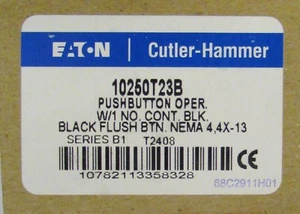 EATON Cutler-Hammer
10250T23B
PUSHBUTTON OPER.
W/1 NO. CONT. BLK.
BLACK FLUSH BTN. NEMA 4,4X-13
SERIES B1 T2408
10782113358328
68C2911H01